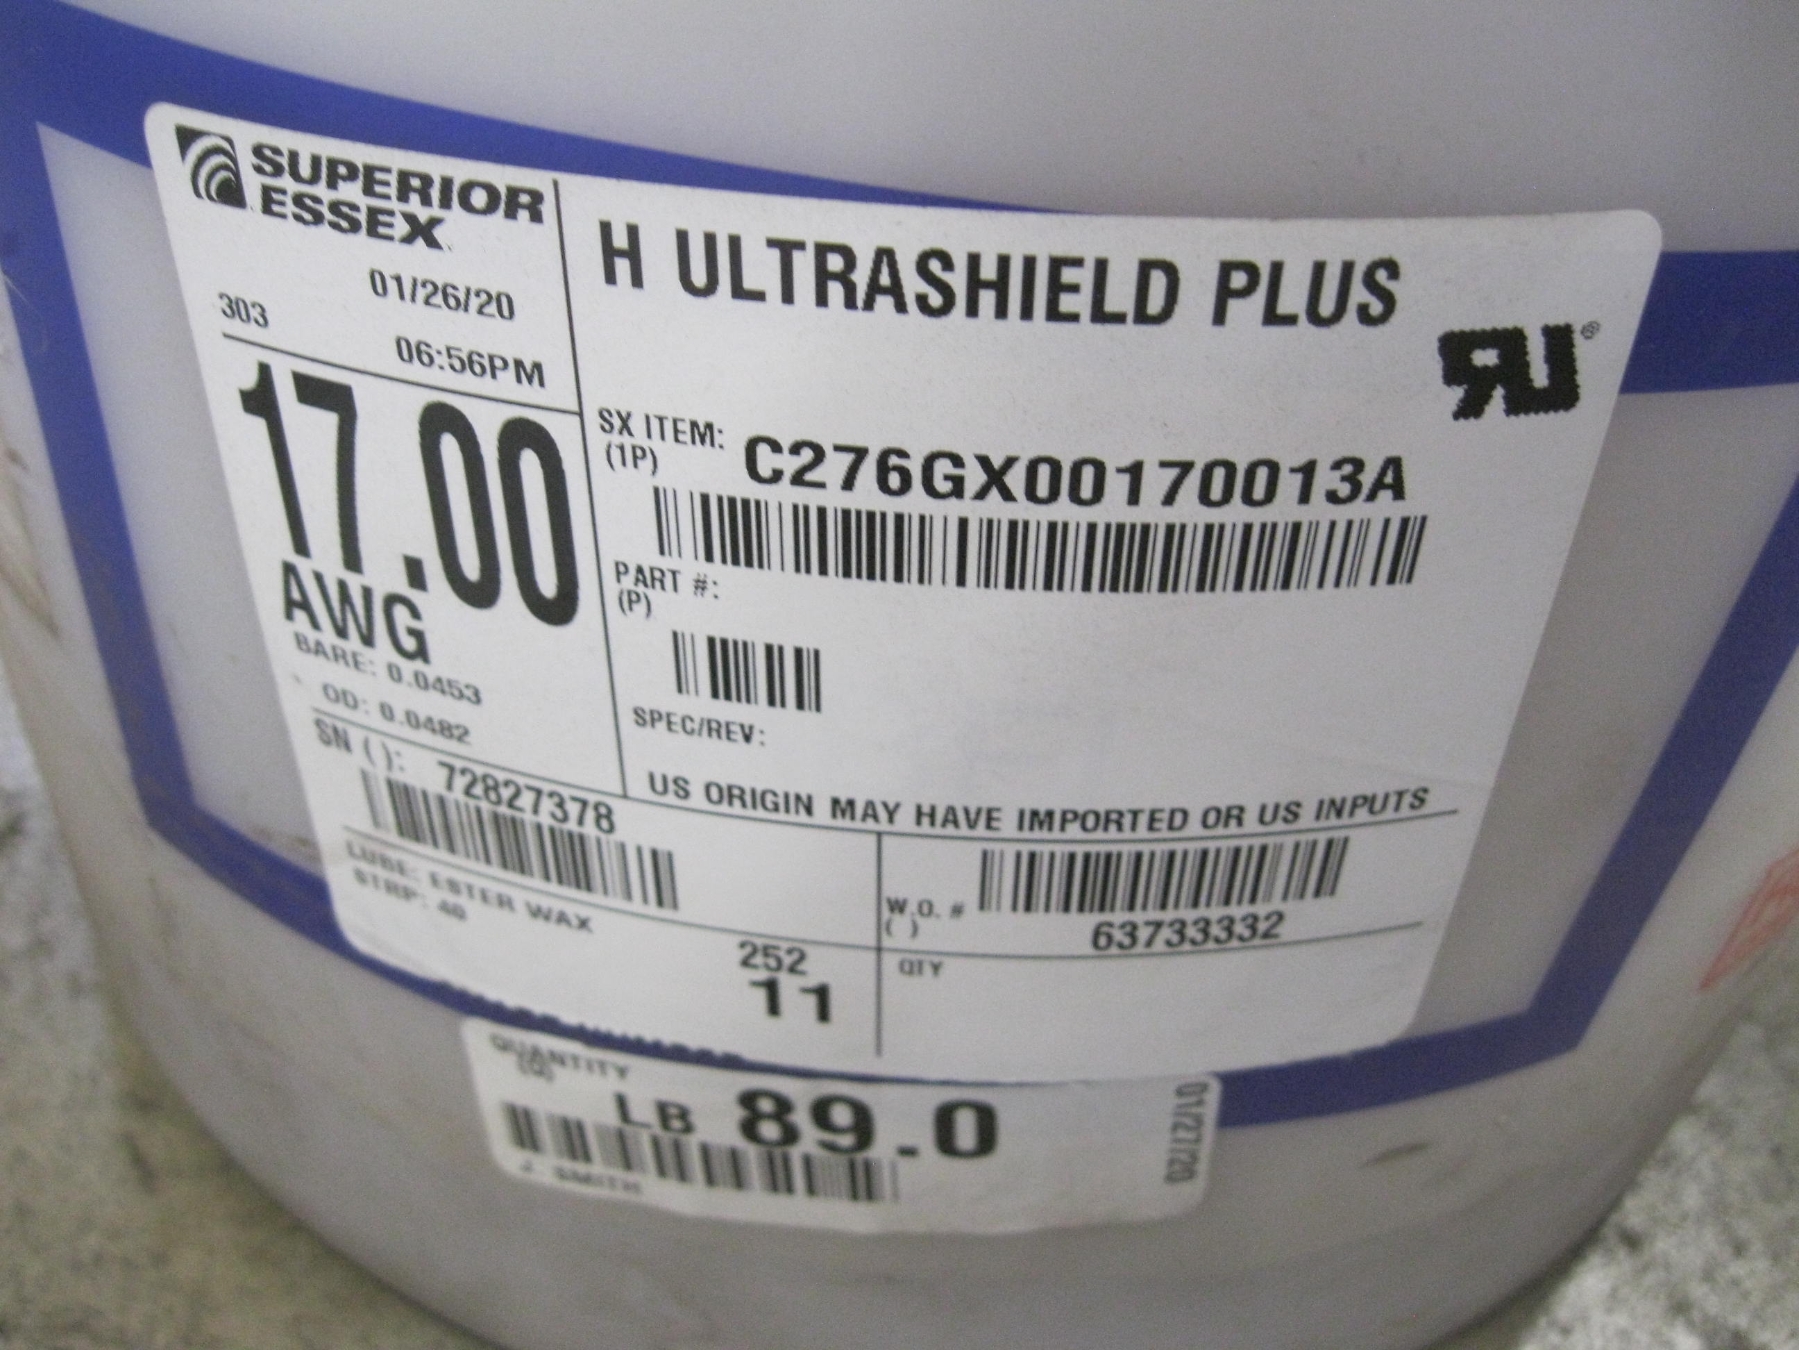 SUPERIOR
ESSEX
01/26/20
303
06:56PM
17.00
AWG
BARE: 0.0453
OD: 0.0482
H ULTRASHIELD PLUS
SX ITEM:
(1P)
C276GX00170013A
PART #:
(P)
SPEC/REV:
US ORIGIN MAY HAVE IMPORTED OR US INPUTS
SN ( ):
72827378
LUBE: ESTER WAX
STRP: 40
252
11
W.O. #
( )
63733332
QTY
QUANTITY
LB 89.0
J. SMITH
01/27/20